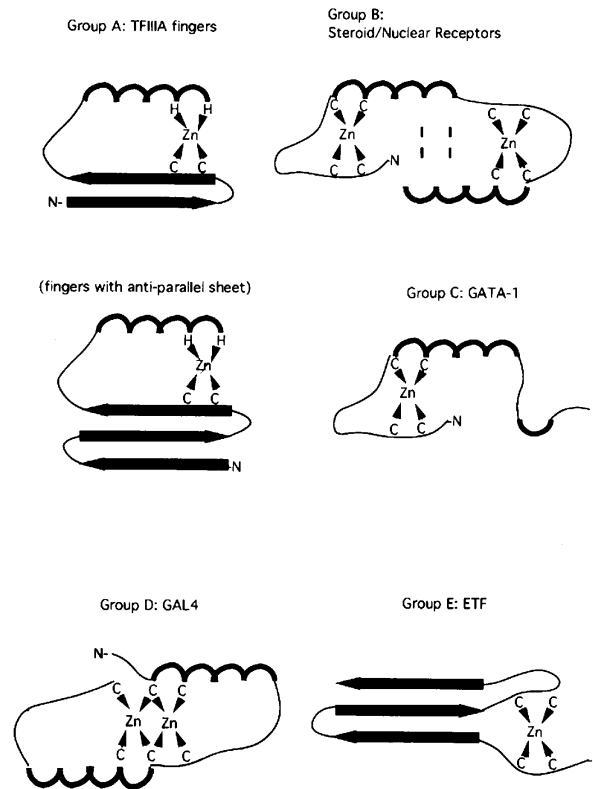 Group A: TFIIIA fingers
Group B:
Steroid/Nuclear Receptors
H H
Zn
C C
N-
C C
Zn
C C
N
C C
Zn
C C
(fingers with anti-parallel sheet)
H H
Zn
C C
N
Group C: GATA-1
C C
Zn
C C
N
Group D: GAL4
N-
C C C
Zn Zn
C C C
Group E: ETF
C C
Zn
C C